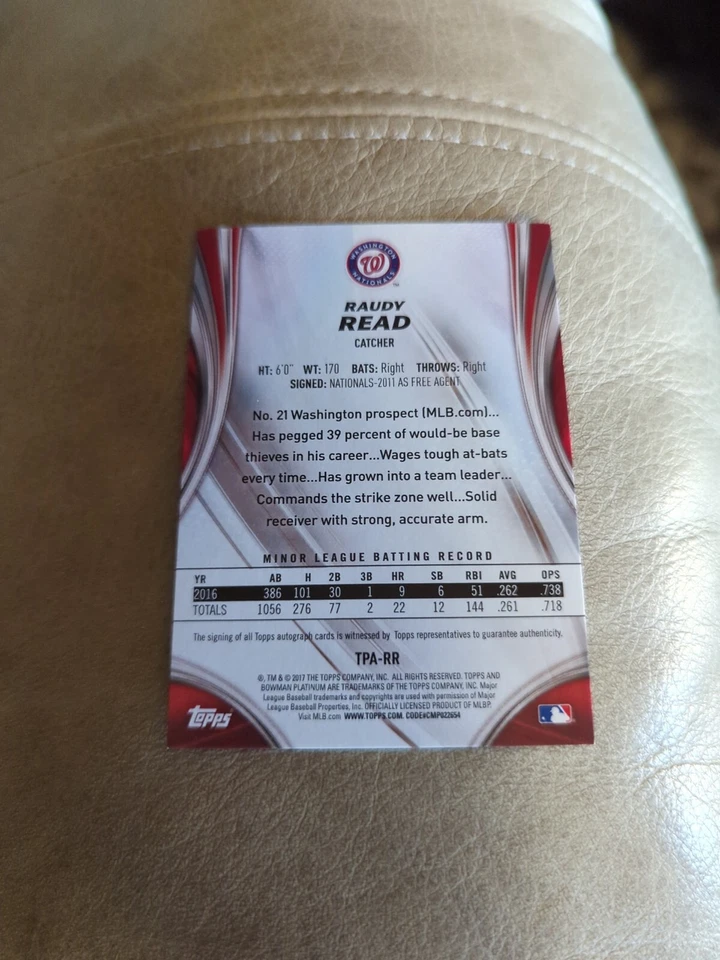 WASHINGTON
W
NATIONALS
™
RAUDY
READ
CATCHER
HT: 6'0" WT: 170 BATS: Right THROWS: Right
SIGNED: NATIONALS-2011 AS FREE AGENT
No. 21 Washington prospect (MLB.com)...
Has pegged 39 percent of would-be base
thieves in his career...Wages tough at-bats
every time...Has grown into a team leader...
Commands the strike zone well...Solid
receiver with strong, accurate arm.
MINOR LEAGUE BATTING RECORD
YR AB H 2B 3B HR SB RBI AVG OPS
2016 386 101 30 1 9 6 51 .262 .738
TOTALS 1056 276 77 2 22 12 144 .261 .718
The signing of all Topps autograph cards is witnessed by Topps representatives to guarantee authenticity.
TPA-RR
®, TM & © 2017 THE TOPPS COMPANY, INC. ALL RIGHTS RESERVED. TOPPS AND
BOWMAN PLATINUM ARE TRADEMARKS OF THE TOPPS COMPANY, INC. Major
League Baseball trademarks and copyrights are used with permission of Major
League Baseball Properties, Inc. OFFICIALLY LICENSED PRODUCT OF MLBP.
Visit MLB.com WWW.TOPPS.COM. CODE#CMP022654
Topps